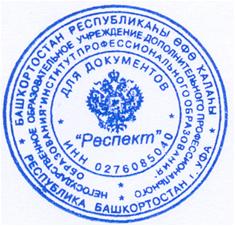 БАШКОРТОСТАН РЕСПУБЛИКАҺЫ ӨФӨ ҠАЛАҺЫ
РЕСПУБЛИКА БАШКОРТОСТАН Г. УФА
НЕГОСУДАРСТВЕННОЕ ОБРАЗОВАТЕЛЬНОЕ УЧРЕЖДЕНИЕ ДОПОЛНИТЕЛЬНОГО ПРОФЕССИОНАЛЬНОГО
ОБРАЗОВАНИЯ ИНСТИТУТ ПРОФЕССИОНАЛЬНОГО ОБРАЗОВАНИЯ
ДЛЯ ДОКУМЕНТОВ
"Респект"
ИНН 0276085040